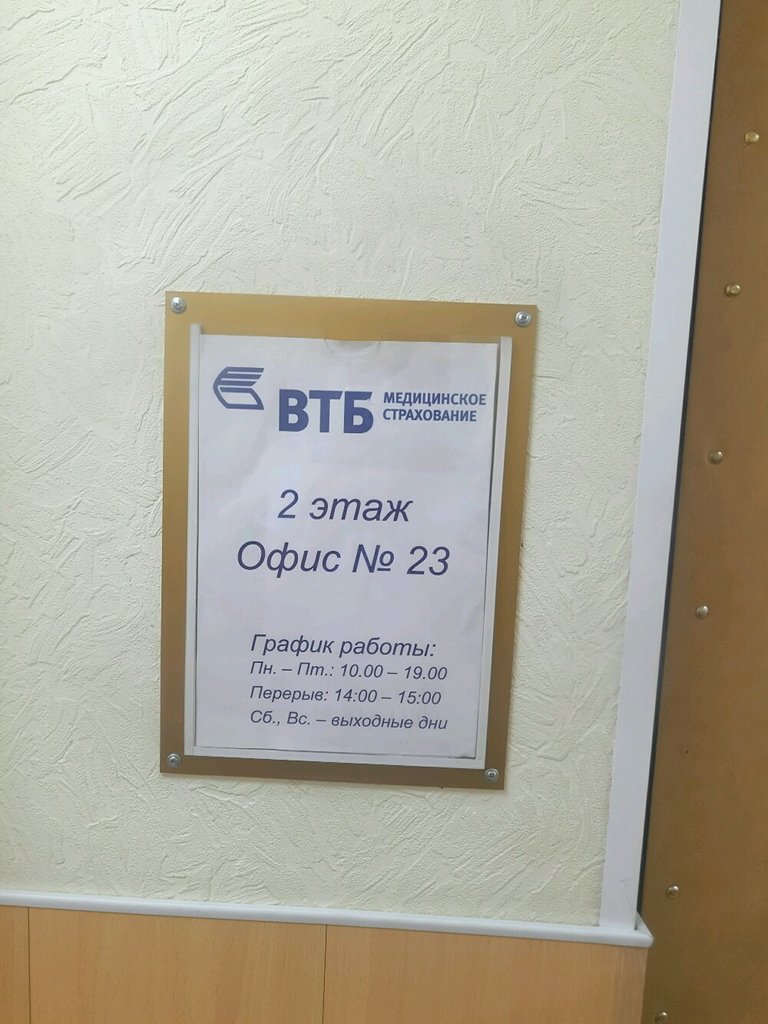 ВТБ МЕДИЦИНСКОЕ
СТРАХОВАНИЕ
2 этаж
Офис № 23
График работы:
Пн. – Пт.: 10.00 – 19.00
Перерыв: 14:00 – 15:00
Сб., Вс. – выходные дни